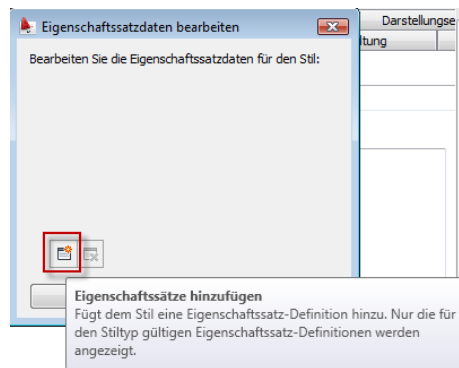 Eigenschaftssatzdaten bearbeiten
Darstellungse
ltung
Bearbeiten Sie die Eigenschaftssatzdaten für den Stil:
Eigenschaftssätze hinzufügen
Fügt dem Stil eine Eigenschaftssatz-Definition hinzu. Nur die für
den Stiltyp gültigen Eigenschaftssatz-Definitionen werden
angezeigt.